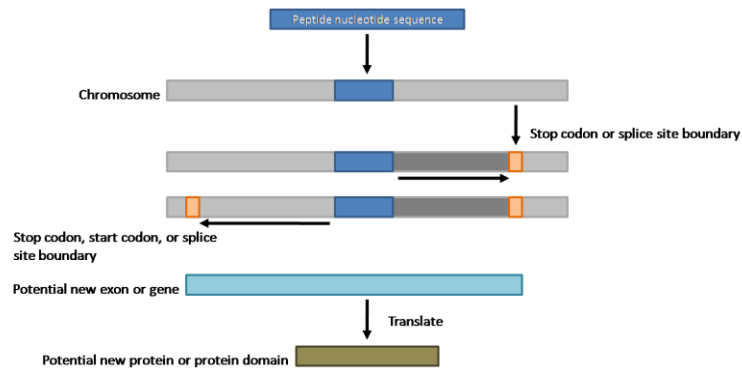 Peptide nucleotide sequence
Chromosome
Stop codon or splice site boundary
Stop codon, start codon, or splice
site boundary
Potential new exon or gene
Translate
Potential new protein or protein domain